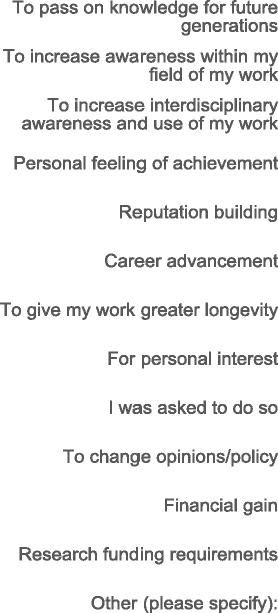 To pass on knowledge for future
generations
To increase awareness within my
field of my work
To increase interdisciplinary
awareness and use of my work
Personal feeling of achievement
Reputation building
Career advancement
To give my work greater longevity
For personal interest
I was asked to do so
To change opinions/policy
Financial gain
Research funding requirements
Other (please specify):